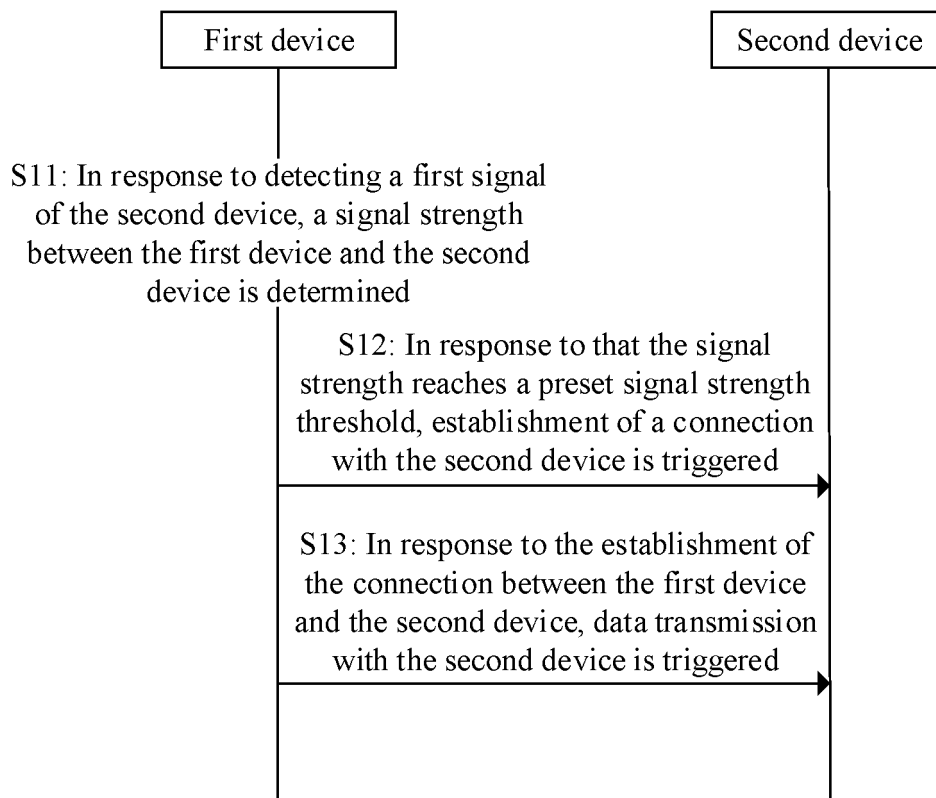 First device
Second device
S11: In response to detecting a first signal
of the second device, a signal strength
between the first device and the second
device is determined
S12: In response to that the signal
strength reaches a preset signal strength
threshold, establishment of a connection
with the second device is triggered
S13: In response to the establishment of
the connection between the first device
and the second device, data transmission
with the second device is triggered